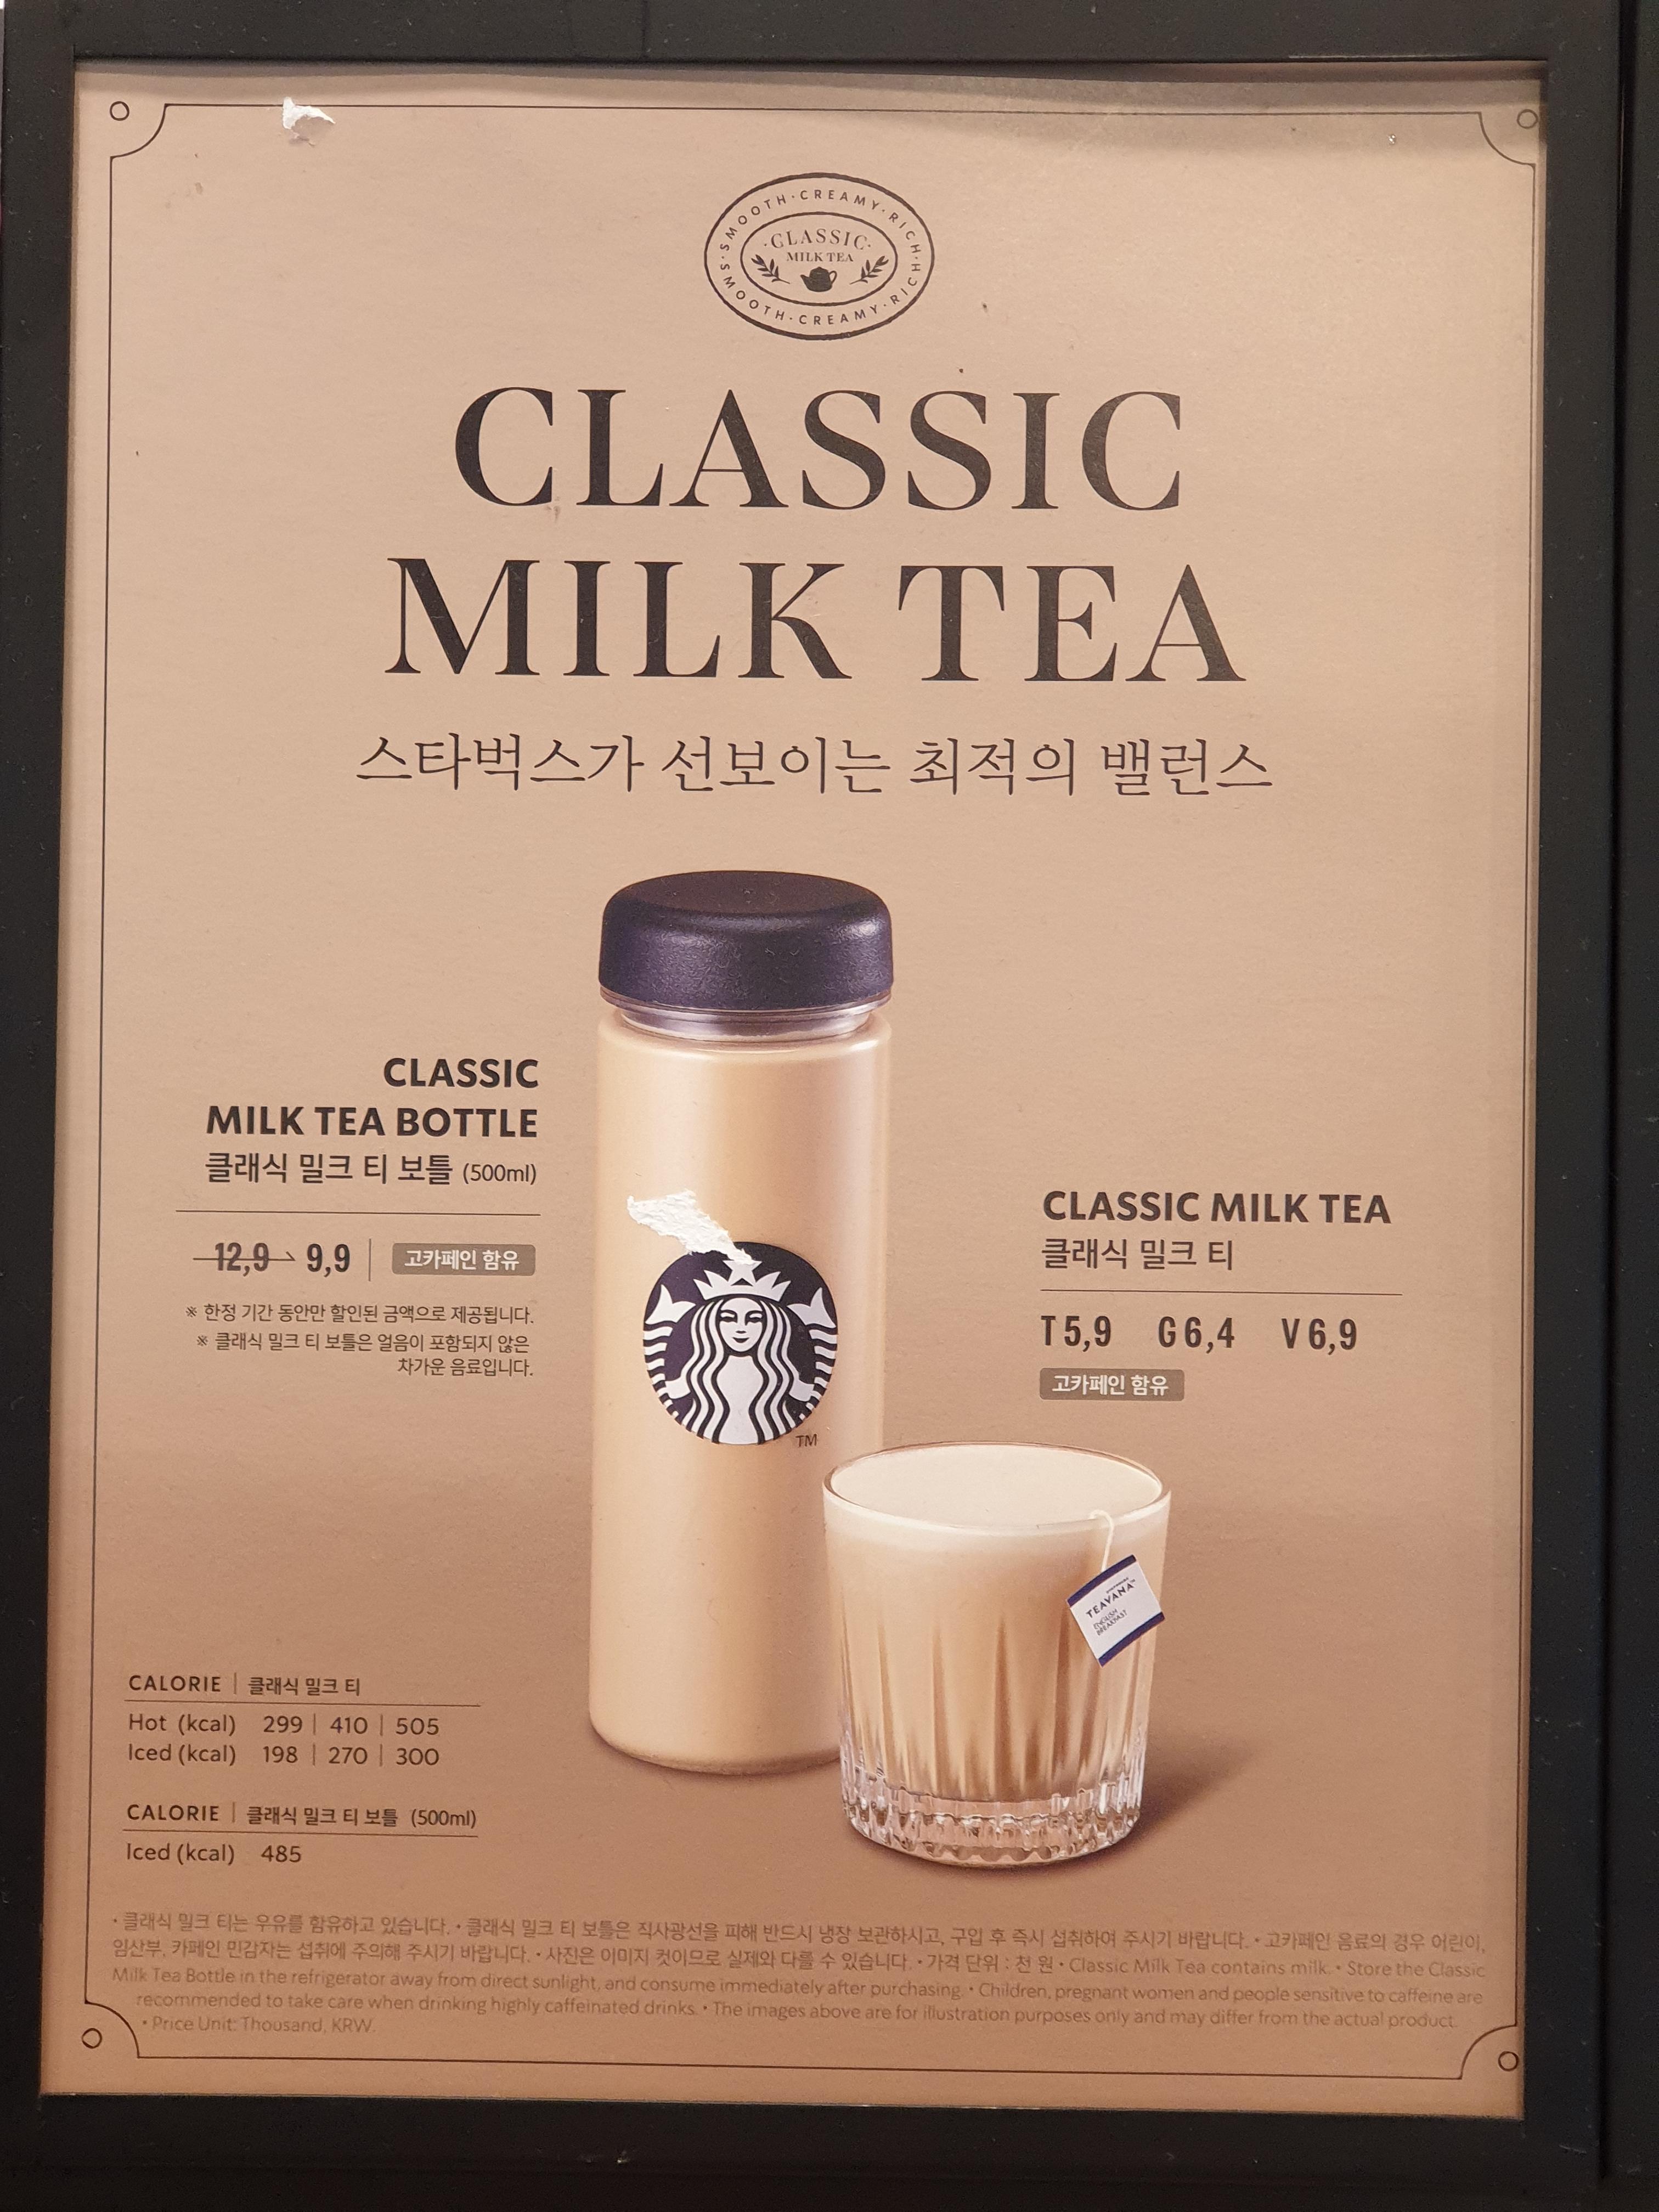 SMOOTH · CREAMY · RICH
· CLASSIC ·
MILK TEA
SMOOTH · CREAMY · RICH
CLASSIC
MILK TEA
스타벅스가 선보이는 최적의 밸런스
CLASSIC
MILK TEA BOTTLE
클래식 밀크 티 보틀 (500ml)
12,9 → 9,9 | 고카페인 함유
※ 한정 기간 동안만 할인된 금액으로 제공됩니다.
※ 클래식 밀크 티 보틀은 얼음이 포함되지 않은
차가운 음료입니다.
CLASSIC MILK TEA
클래식 밀크 티
T 5,9 G 6,4 V 6,9
고카페인 함유
TM
TEAVANA™
ENGLISH
BREAKFAST
CALORIE | 클래식 밀크 티
Hot (kcal) 299 | 410 | 505
Iced (kcal) 198 | 270 | 300
CALORIE | 클래식 밀크 티 보틀 (500ml)
Iced (kcal) 485
• 클래식 밀크 티는 우유를 함유하고 있습니다. • 클래식 밀크 티 보틀은 직사광선을 피해 반드시 냉장 보관하시고, 구입 후 즉시 섭취하여 주시기 바랍니다. • 고카페인 음료의 경우 어린이,
임산부, 카페인 민감자는 섭취에 주의해 주시기 바랍니다. • 사진은 이미지 컷이므로 실제와 다를 수 있습니다. • 가격 단위 : 천 원 • Classic Milk Tea contains milk. • Store the Classic
Milk Tea Bottle in the refrigerator away from direct sunlight, and consume immediately after purchasing. • Children, pregnant women and people sensitive to caffeine are
recommended to take care when drinking highly caffeinated drinks. • The images above are for illustration purposes only and may differ from the actual product.
• Price Unit: Thousand, KRW.